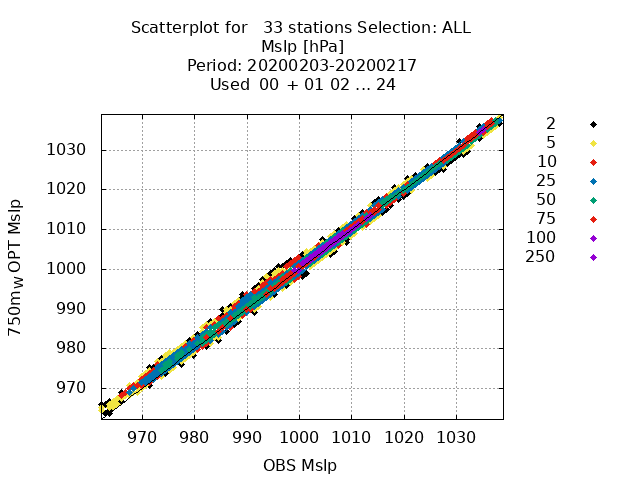 Scatterplot for 33 stations Selection: ALL
Mslp [hPa]
Period: 20200203-20200217
Used 00 + 01 02 ... 24
2
5
10
25
50
75
100
250
750mw OPT Mslp
1030
1020
1010
1000
990
980
970
970 980 990 1000 1010 1020 1030
OBS Mslp